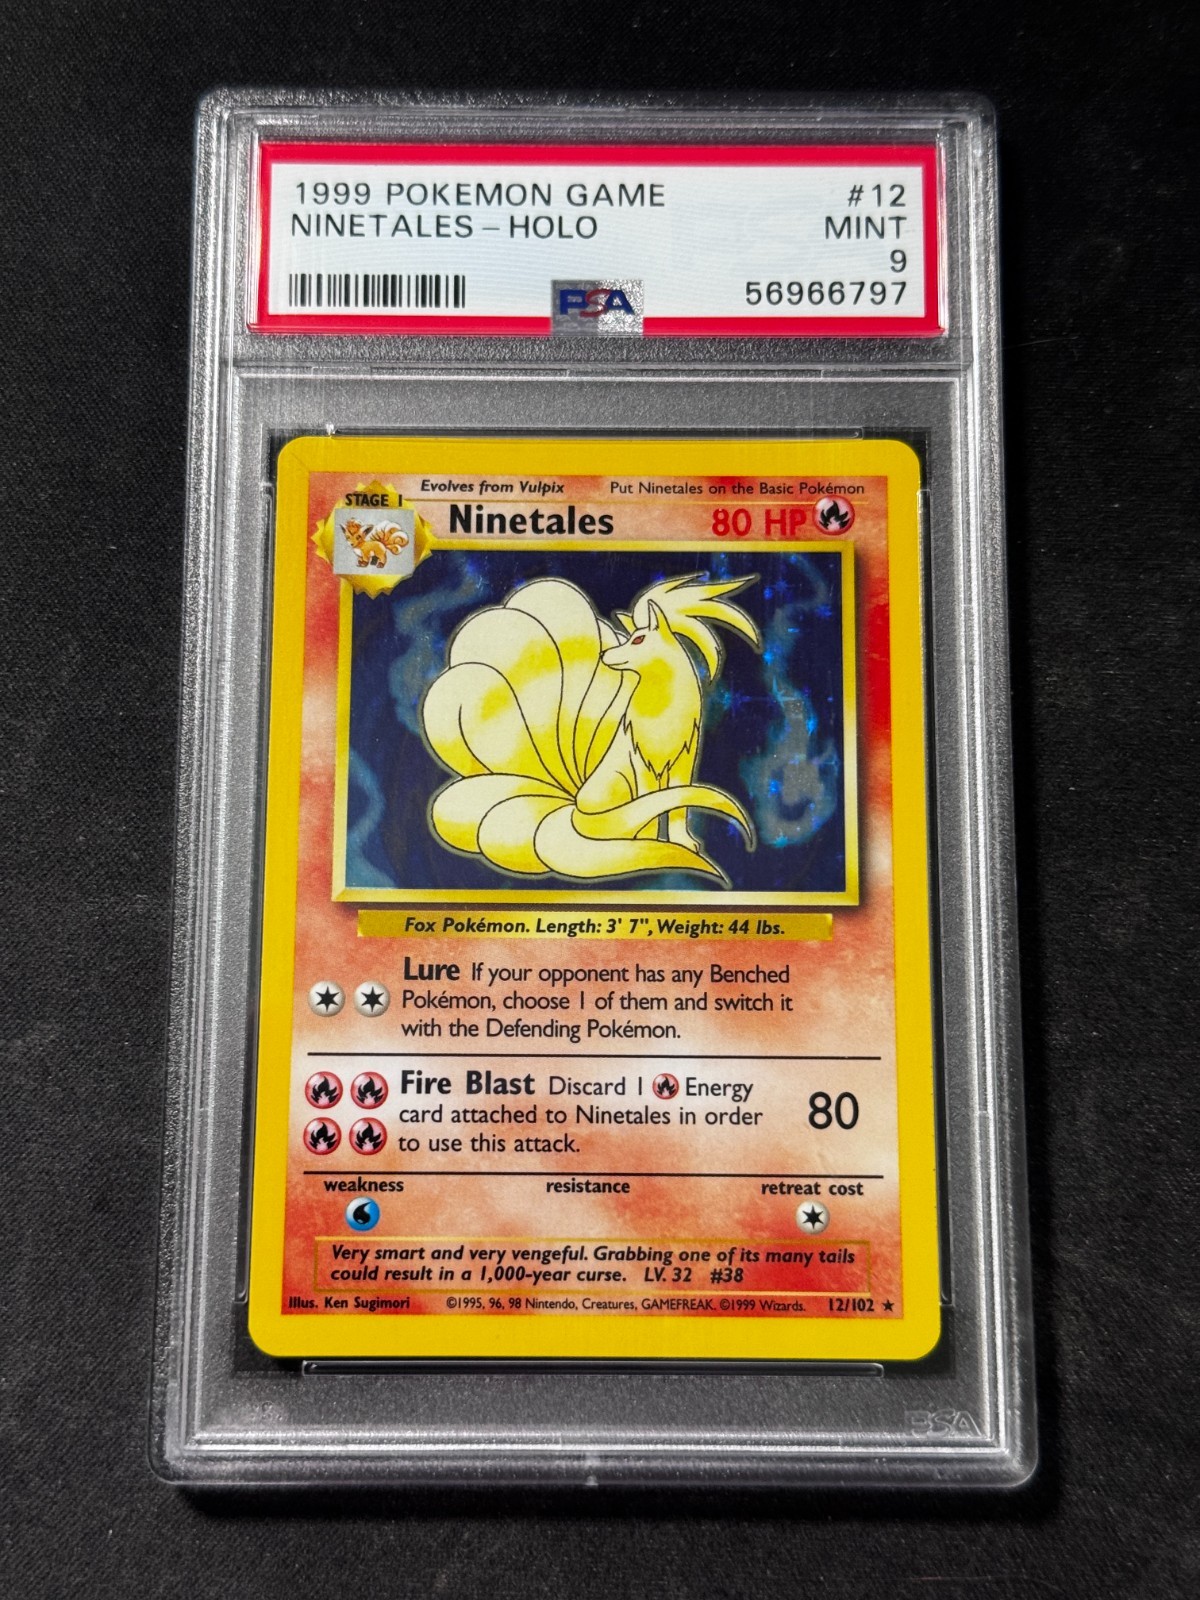 1999 POKEMON GAME #12
NINETALES - HOLO MINT
9
PSA 56966797
STAGE 1 Evolves from Vulpix Put Ninetales on the Basic Pokémon
Ninetales 80 HP
Fox Pokémon. Length: 3' 7", Weight: 44 lbs.
Lure If your opponent has any Benched
Pokémon, choose 1 of them and switch it
with the Defending Pokémon.
Fire Blast Discard 1 Energy
card attached to Ninetales in order
to use this attack.
80
weakness resistance retreat cost
Very smart and very vengeful. Grabbing one of its many tails
could result in a 1,000-year curse. LV. 32 #38
Illus. Ken Sugimori ©1995, 96, 98 Nintendo, Creatures, GAMEFREAK. ©1999 Wizards. 12/102 ★
PSA